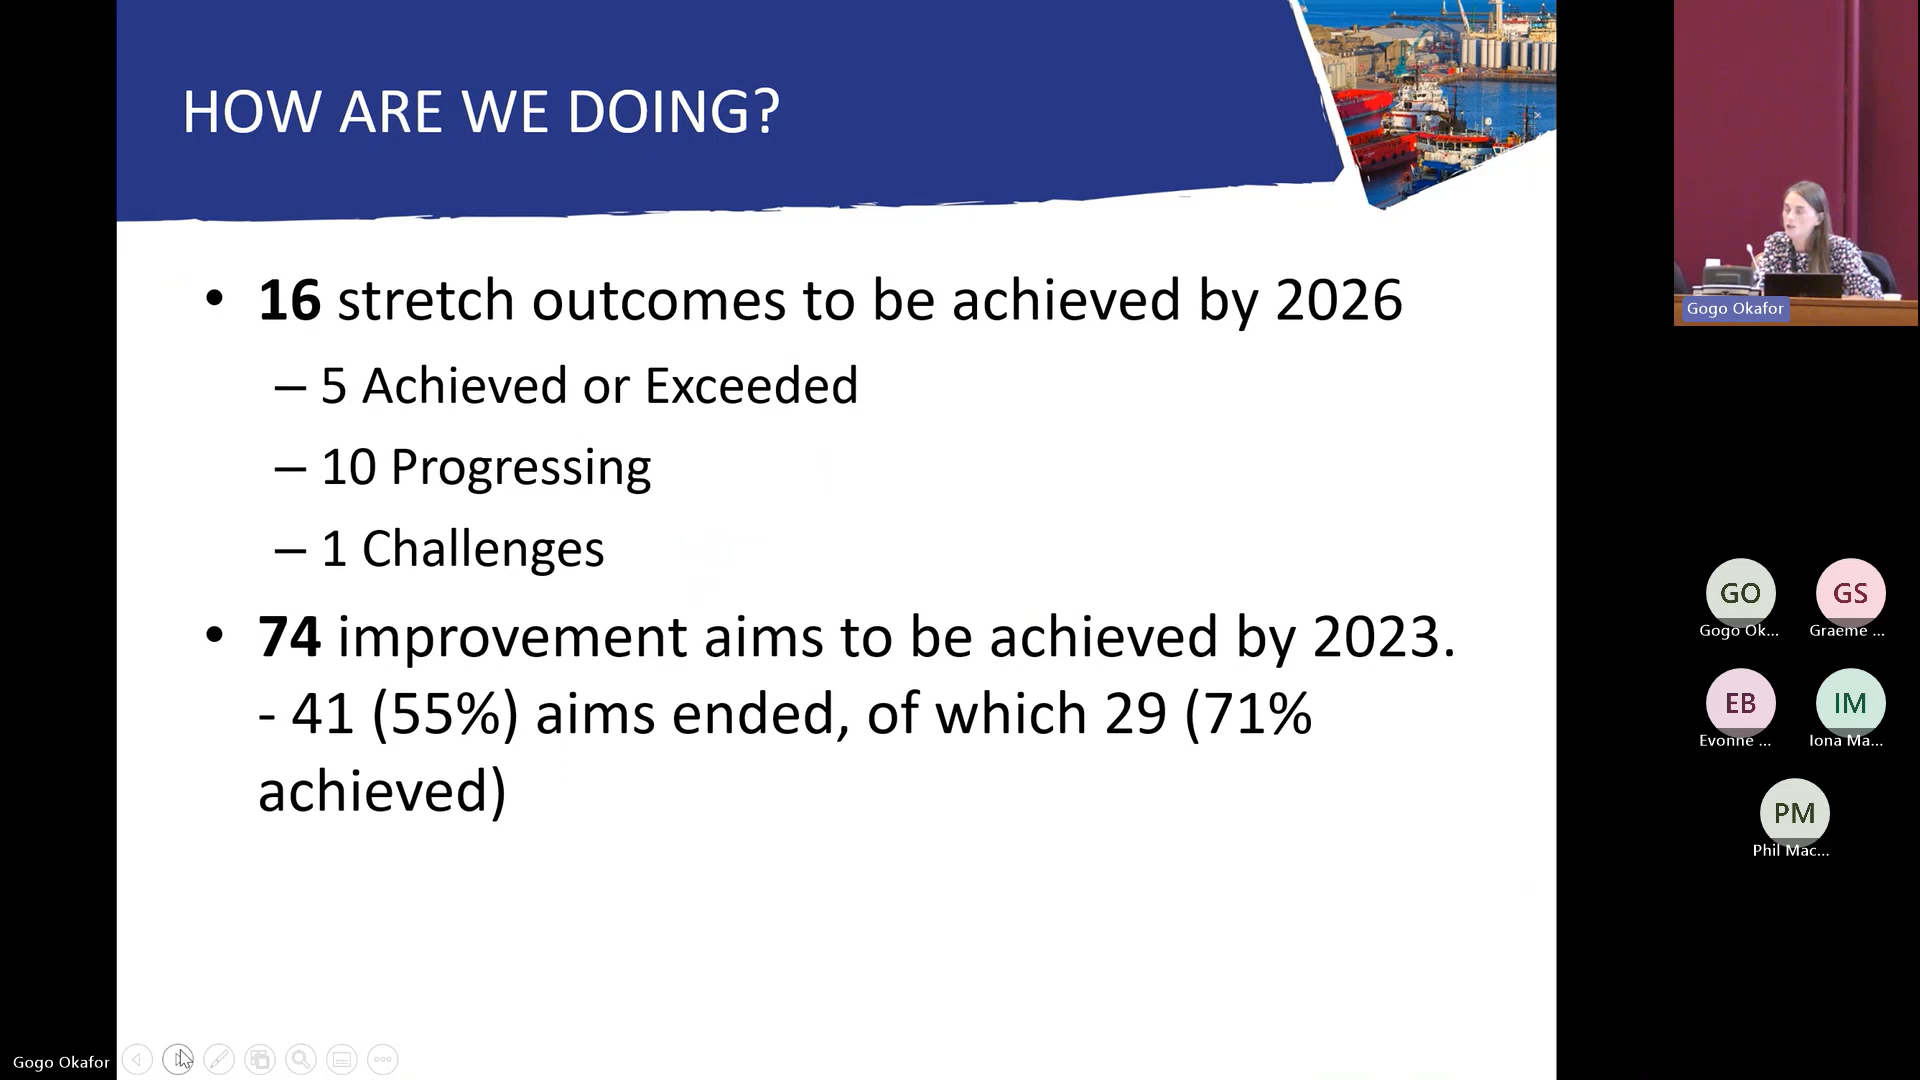 HOW ARE WE DOING?
• 16 stretch outcomes to be achieved by 2026
– 5 Achieved or Exceeded
– 10 Progressing
– 1 Challenges
• 74 improvement aims to be achieved by 2023.
- 41 (55%) aims ended, of which 29 (71%
achieved)
Gogo Okafor
GO
Gogo Ok...
GS
Graeme ...
EB
Evonne ...
IM
Iona Ma...
PM
Phil Mac...
Gogo Okafor